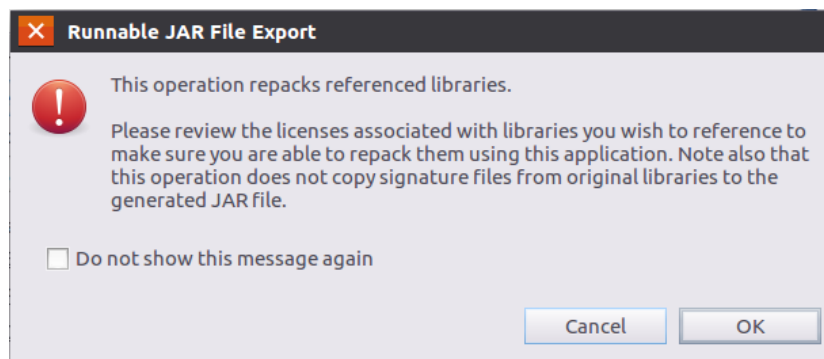 Runnable JAR File Export
This operation repacks referenced libraries.
Please review the licenses associated with libraries you wish to reference to
make sure you are able to repack them using this application. Note also that
this operation does not copy signature files from original libraries to the
generated JAR file.
Do not show this message again
Cancel
OK